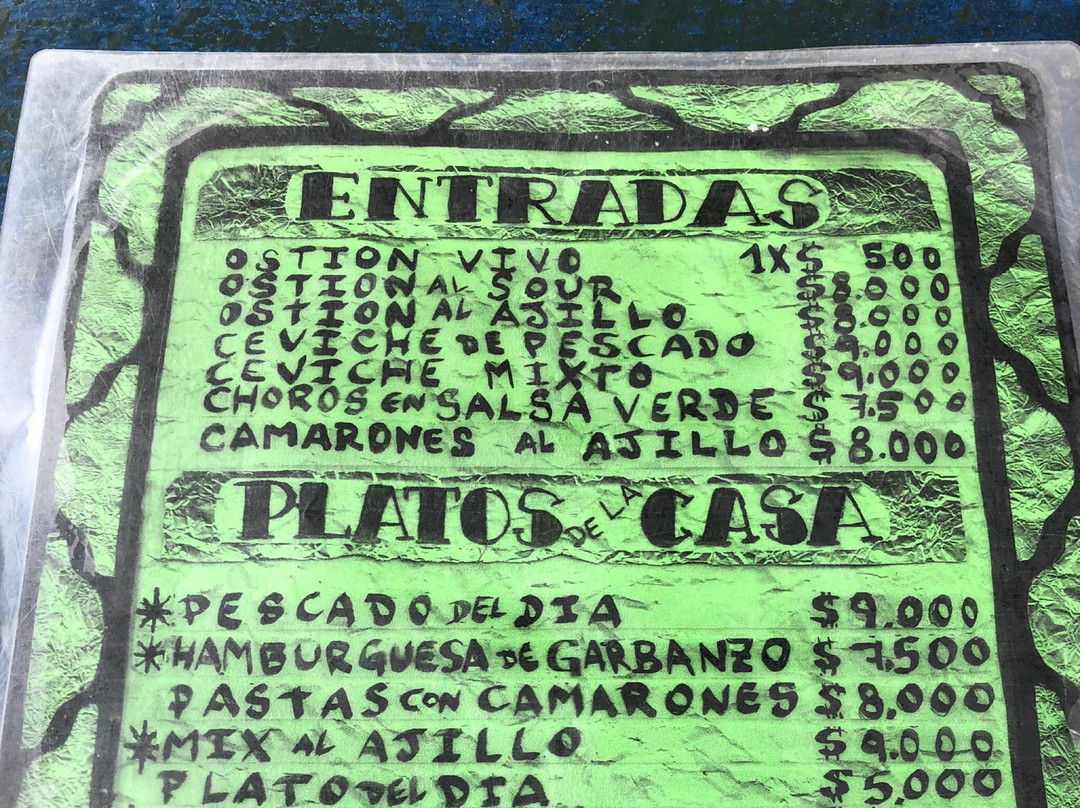 ENTRADAS
OSTION VIVO 1X $ 500
OSTION AL SOUR $8.000
OSTION AL AJILLO $8.000
CEVICHE DE PESCADO $9.000
CEVICHE MIXTO $9.000
CHOROS EN SALSA VERDE $7.500
CAMARONES AL AJILLO $8.000
PLATOS DE LA CASA
*PESCADO DEL DIA $9.000
*HAMBURGUESA DE GARBANZO $7.500
PASTAS CON CAMARONES $8.000
*MIX AL AJILLO $9.000
PLATO DEL DIA $5.000